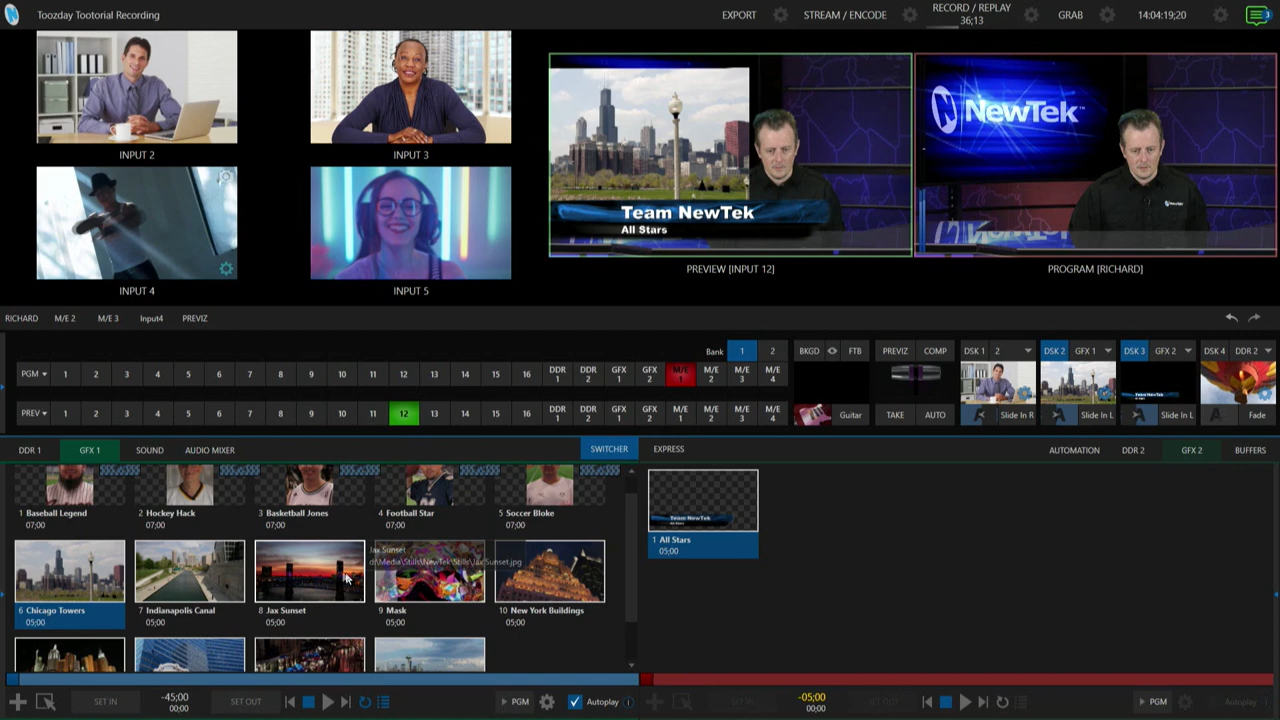 Toozday Tootorial Recording
EXPORT
STREAM / ENCODE
RECORD / REPLAY
36;13
GRAB
14:04:19;20
3
INPUT 2
INPUT 3
INPUT 4
INPUT 5
Team NewTek
All Stars
PREVIEW [INPUT 12]
NewTek
NewTek
PROGRAM [RICHARD]
RICHARD M/E 2 M/E 3 Input4 PREVIZ
Bank 1 2
PGM 1 2 3 4 5 6 7 8 9 10 11 12 13 14 15 16 DDR 1 DDR 2 GFX 1 GFX 2 M/E 1 M/E 2 M/E 3 M/E 4
PREV 1 2 3 4 5 6 7 8 9 10 11 12 13 14 15 16 DDR 1 DDR 2 GFX 1 GFX 2 M/E 1 M/E 2 M/E 3 M/E 4
BKGD FTB PREVIZ COMP DSK 1 2 DSK 2 GFX 1 DSK 3 GFX 2 DSK 4 DDR 2
Guitar TAKE AUTO Slide In R Slide In L Slide In L Fade
DDR 1 GFX 1 SOUND AUDIO MIXER SWITCHER EXPRESS AUTOMATION DDR 2 GFX 2 BUFFERS
1 Baseball Legend
07;00
2 Hockey Hack
07;00
3 Basketball Jones
07;00
4 Football Star
07;00
5 Soccer Bloke
07;00
Jax Sunset
d:\Media\Stills\NewTek\Stills\Jax Sunset.jpg
6 Chicago Towers
05;00
7 Indianapolis Canal
05;00
8 Jax Sunset
05;00
9 Mask
05;00
10 New York Buildings
05;00
Team NewTek
All Stars
1 All Stars
05;00
SET IN -45;00 00;00 SET OUT PGM Autoplay
SET IN -05;00 00;00 SET OUT PGM Autoplay